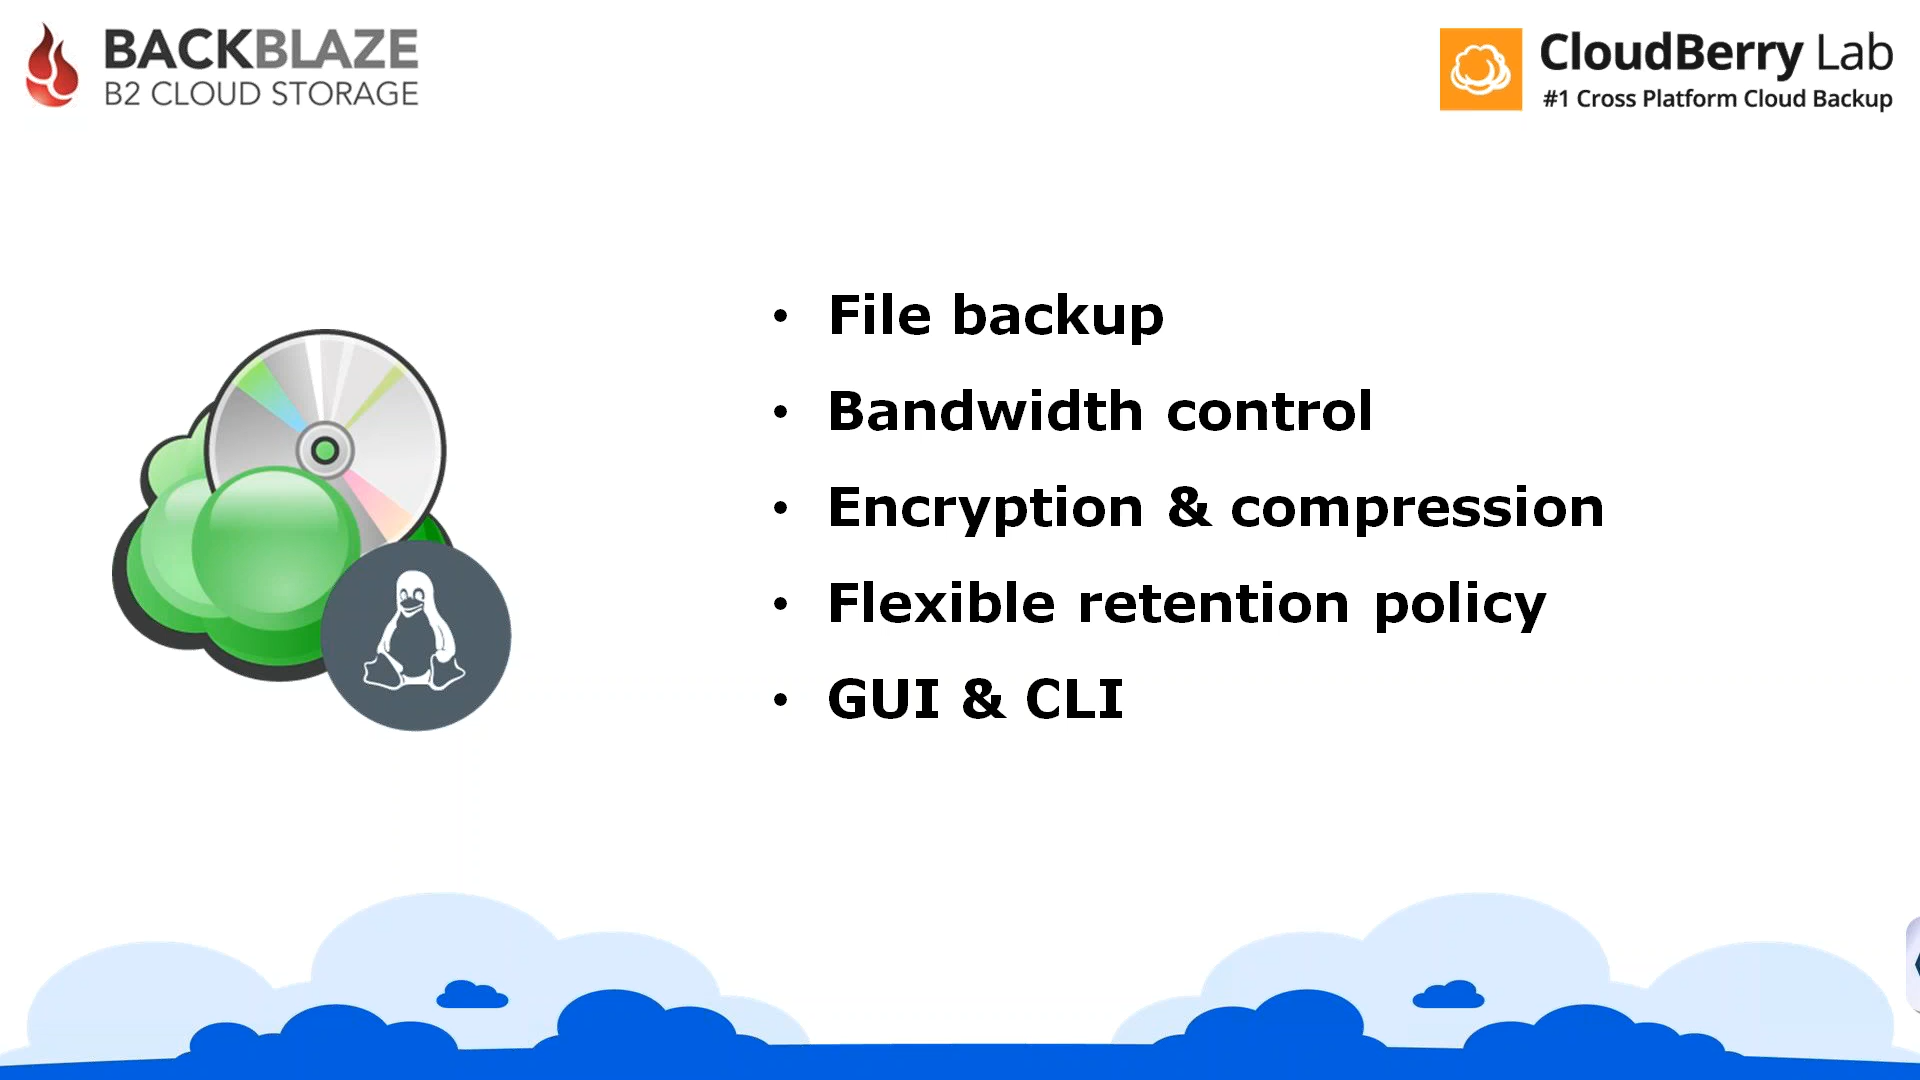 BACKBLAZE
B2 CLOUD STORAGE
CloudBerry Lab
#1 Cross Platform Cloud Backup
• File backup
• Bandwidth control
• Encryption & compression
• Flexible retention policy
• GUI & CLI